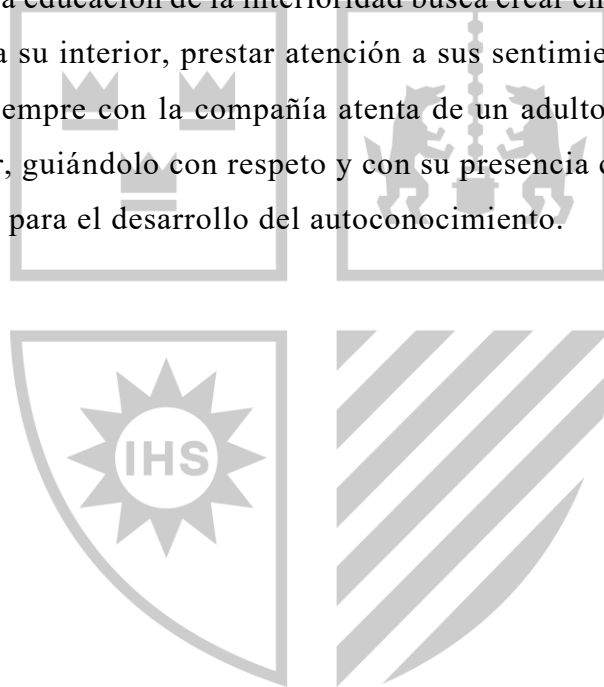 a educación de la interioridad busca crear en
a su interior, prestar atención a sus sentimie
empre con la compañía atenta de un adulto
, guiándolo con respeto y con su presencia
para el desarrollo del autoconocimiento.
IHS